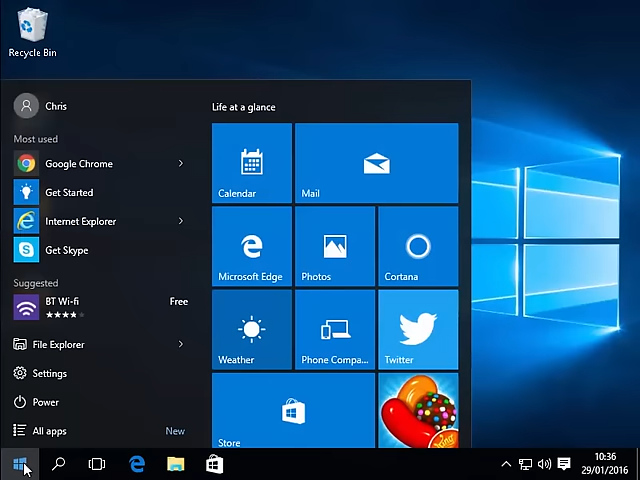 Recycle Bin
Chris
Life at a glance
Most used
Google Chrome
Get Started
Internet Explorer
Get Skype
Suggested
BT Wi-fi
Free
File Explorer
Settings
Power
All apps
New
Calendar
Mail
Microsoft Edge
Photos
Cortana
Weather
Phone Compa...
Twitter
Store
10:36
29/01/2016